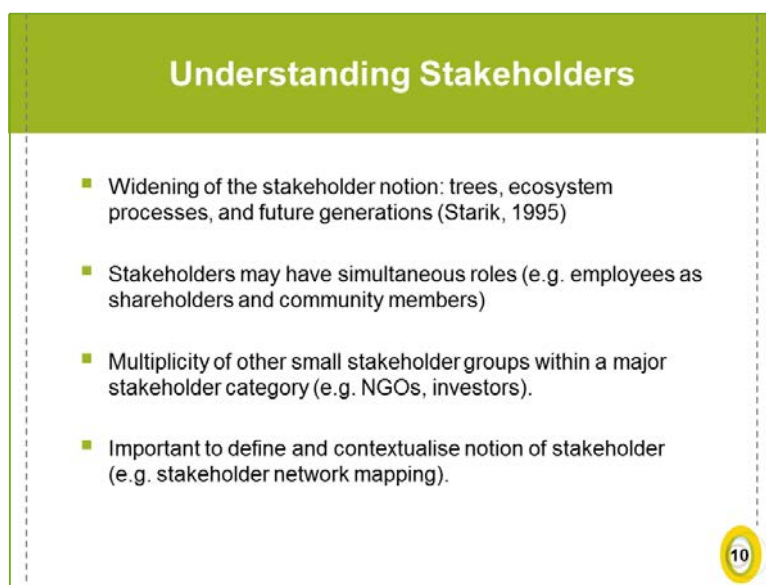 Understanding Stakeholders
▪ Widening of the stakeholder notion: trees, ecosystem
processes, and future generations (Starik, 1995)
▪ Stakeholders may have simultaneous roles (e.g. employees as
shareholders and community members)
▪ Multiplicity of other small stakeholder groups within a major
stakeholder category (e.g. NGOs, investors).
▪ Important to define and contextualise notion of stakeholder
(e.g. stakeholder network mapping).
10